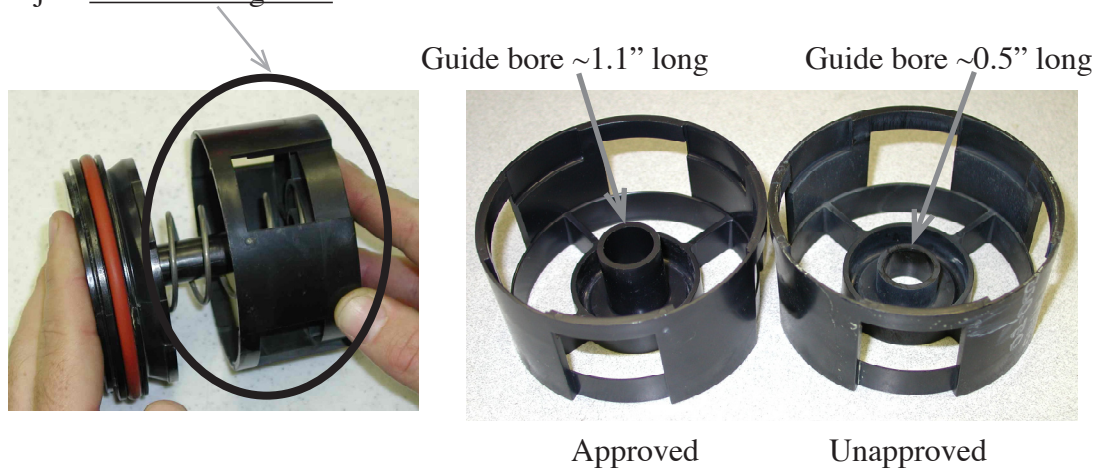 Guide bore ~1.1” long
Guide bore ~0.5” long
Approved
Unapproved